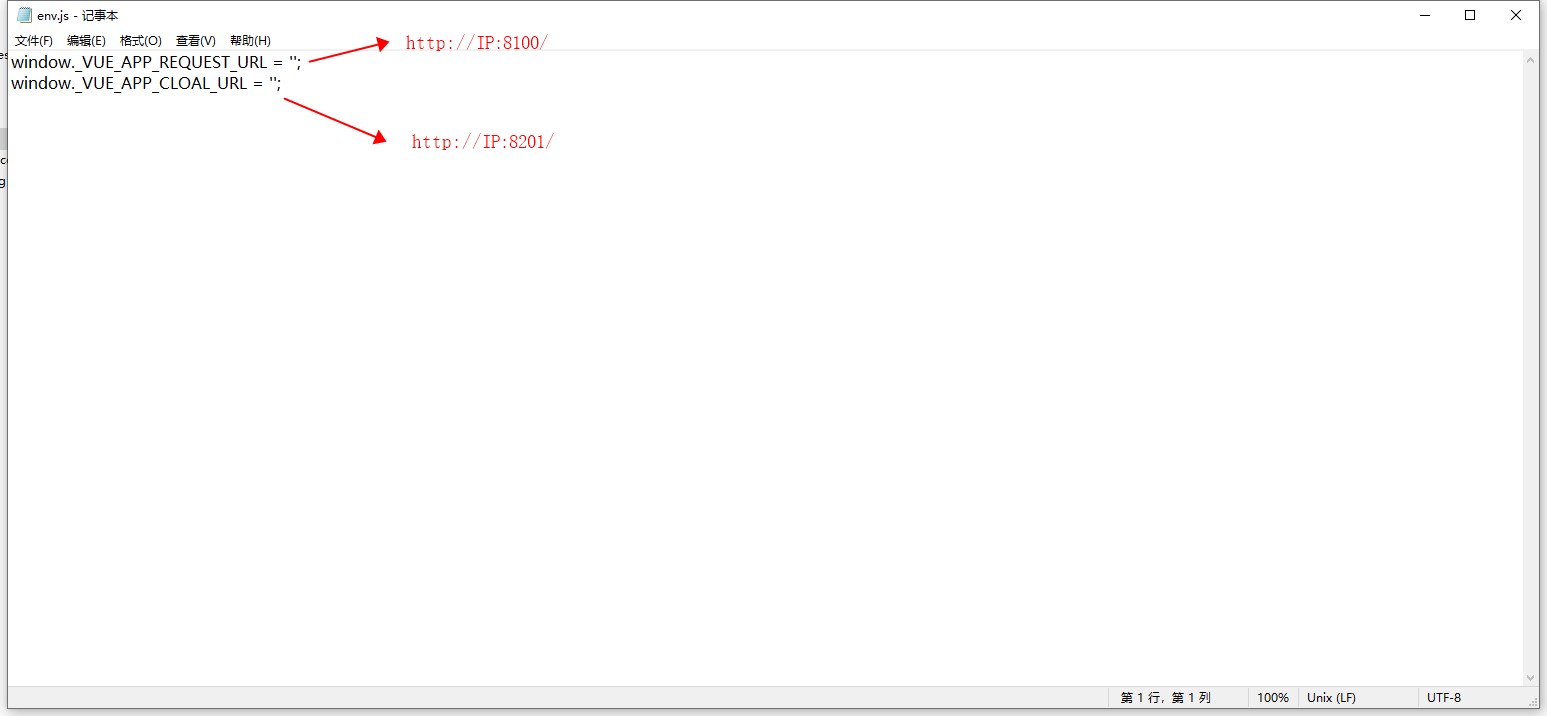 env.js - 记事本
文件(F) 编辑(E) 格式(O) 查看(V) 帮助(H)
http://IP:8100/
window._VUE_APP_REQUEST_URL = '';
window._VUE_APP_CLOAL_URL = '';
http://IP:8201/
第 1 行，第 1 列 100% Unix (LF) UTF-8